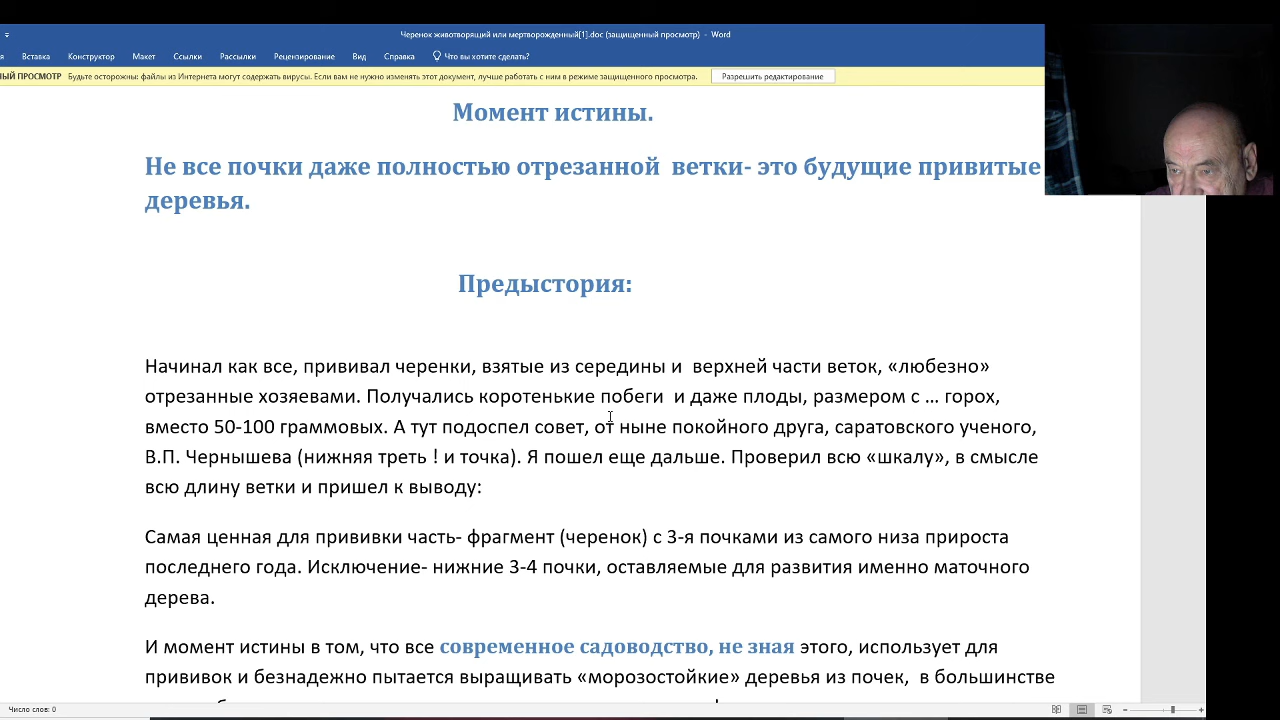 Черенок животворящий или мертворожденный[1].doc (защищенный просмотр) - Word
Вставка Конструктор Макет Ссылки Рассылки Рецензирование Вид Справка Что вы хотите сделать?
ЫЙ ПРОСМОТР Будьте осторожны: файлы из Интернета могут содержать вирусы. Если вам не нужно изменять этот документ, лучше работать с ним в режиме защищенного просмотра. Разрешить редактирование
Момент истины.
Не все почки даже полностью отрезанной ветки- это будущие привитые
деревья.
Предыстория:
Начинал как все, прививал черенки, взятые из середины и верхней части веток, «любезно»
отрезанные хозяевами. Получались коротенькие побеги и даже плоды, размером с … горох,
вместо 50-100 граммовых. А тут подоспел совет, от ныне покойного друга, саратовского ученого,
В.П. Чернышева (нижняя треть ! и точка). Я пошел еще дальше. Проверил всю «шкалу», в смысле
всю длину ветки и пришел к выводу:
Самая ценная для прививки часть- фрагмент (черенок) с 3-я почками из самого низа прироста
последнего года. Исключение- нижние 3-4 почки, оставляемые для развития именно маточного
дерева.
И момент истины в том, что все современное садоводство, не зная этого, использует для
прививок и безнадежно пытается выращивать «морозостойкие» деревья из почек, в большинстве
Число слов: 0